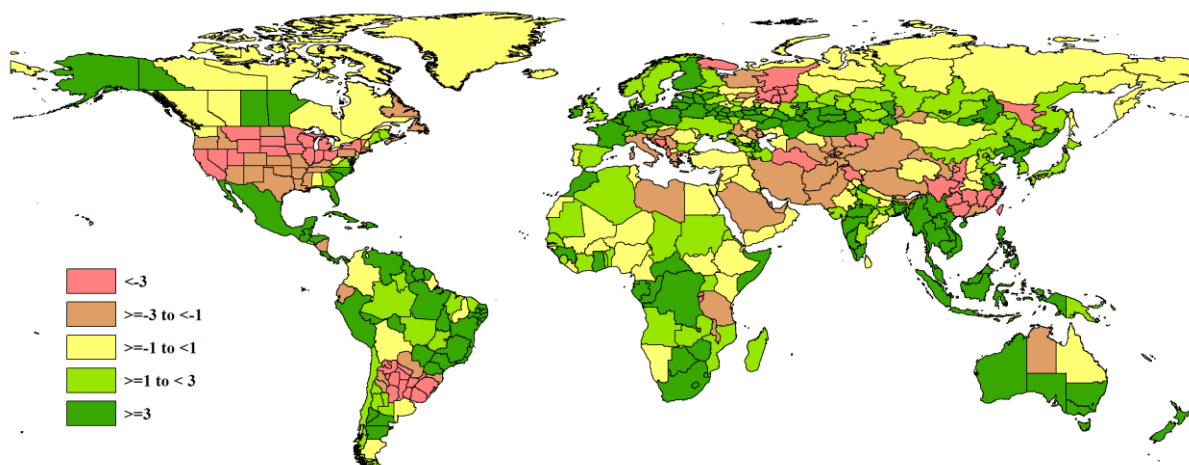 <-3
>=-3 to <-1
>=-1 to <1
>=1 to < 3
>=3